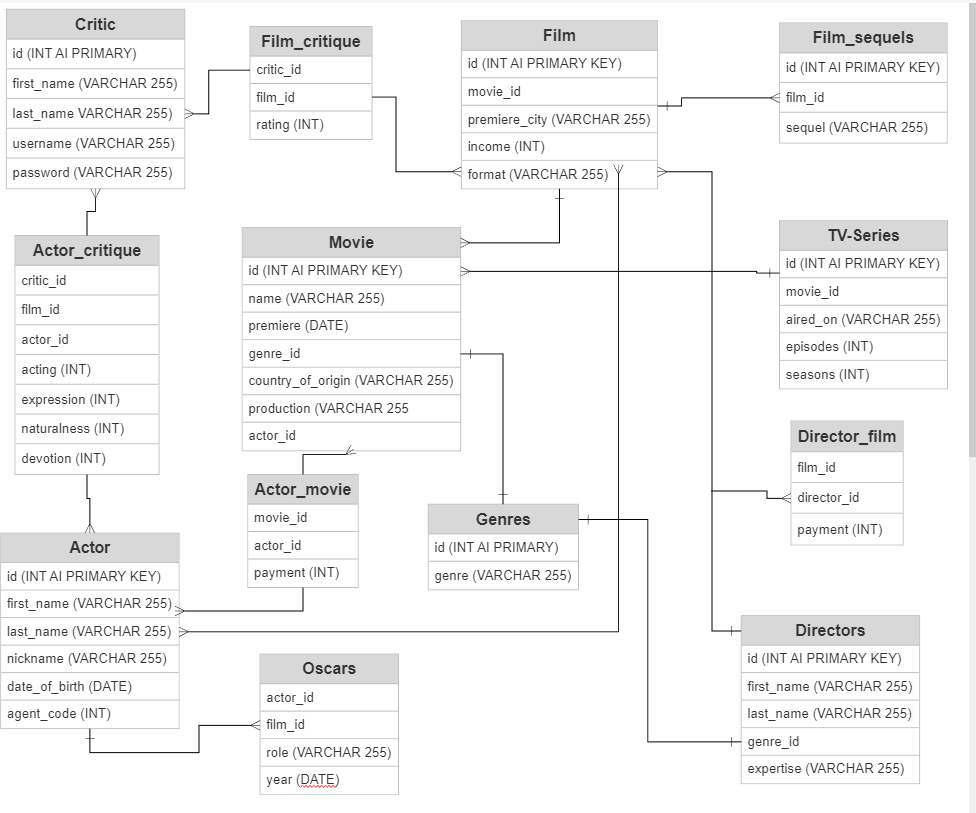 Critic
id (INT AI PRIMARY)
first_name (VARCHAR 255)
last_name VARCHAR 255)
username (VARCHAR 255)
password (VARCHAR 255)
Film_critique
critic_id
film_id
rating (INT)
Film
id (INT AI PRIMARY KEY)
movie_id
premiere_city (VARCHAR 255)
income (INT)
format (VARCHAR 255)
Film_sequels
id (INT AI PRIMARY KEY)
film_id
sequel (VARCHAR 255)
Actor_critique
critic_id
film_id
actor_id
acting (INT)
expression (INT)
naturalness (INT)
devotion (INT)
Movie
id (INT AI PRIMARY KEY)
name (VARCHAR 255)
premiere (DATE)
genre_id
country_of_origin (VARCHAR 255)
production (VARCHAR 255
actor_id
TV-Series
id (INT AI PRIMARY KEY)
movie_id
aired_on (VARCHAR 255)
episodes (INT)
seasons (INT)
Director_film
film_id
director_id
payment (INT)
Actor_movie
movie_id
actor_id
payment (INT)
Genres
id (INT AI PRIMARY)
genre (VARCHAR 255)
Actor
id (INT AI PRIMARY KEY)
first_name (VARCHAR 255)
last_name (VARCHAR 255)
nickname (VARCHAR 255)
date_of_birth (DATE)
agent_code (INT)
Oscars
actor_id
film_id
role (VARCHAR 255)
year (DATE)
Directors
id (INT AI PRIMARY KEY)
first_name (VARCHAR 255)
last_name (VARCHAR 255)
genre_id
expertise (VARCHAR 255)